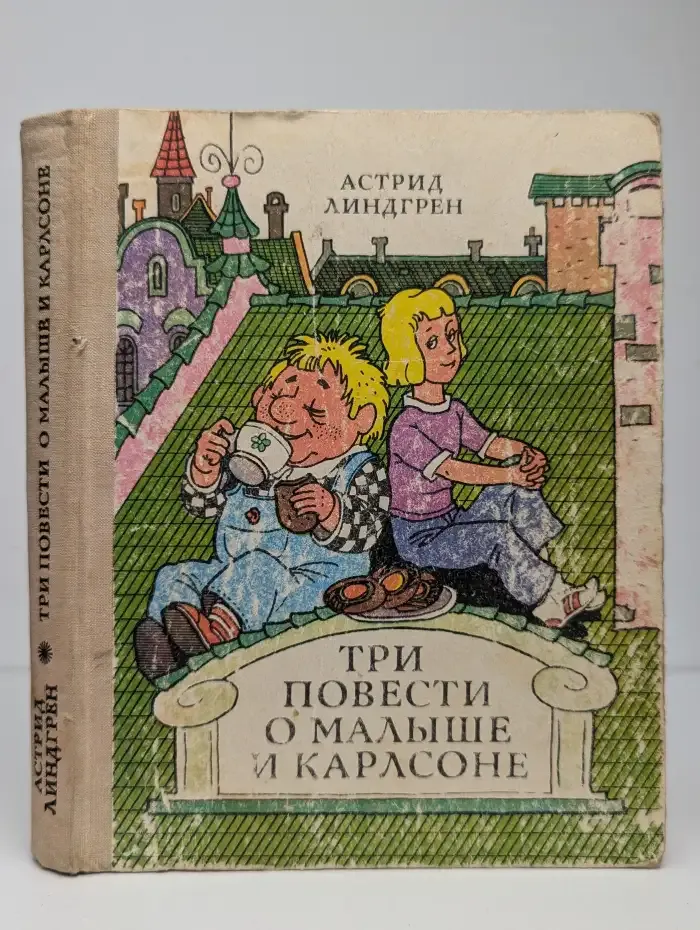 АСТРИД
ЛИНДГРЕН
ТРИ
ПОВЕСТИ
О МАЛЫШЕ
И КАРЛСОНЕ
АСТРИД
ЛИНДГРЕН
ТРИ ПОВЕСТИ О МАЛЫШЕ И КАРЛСОНЕ